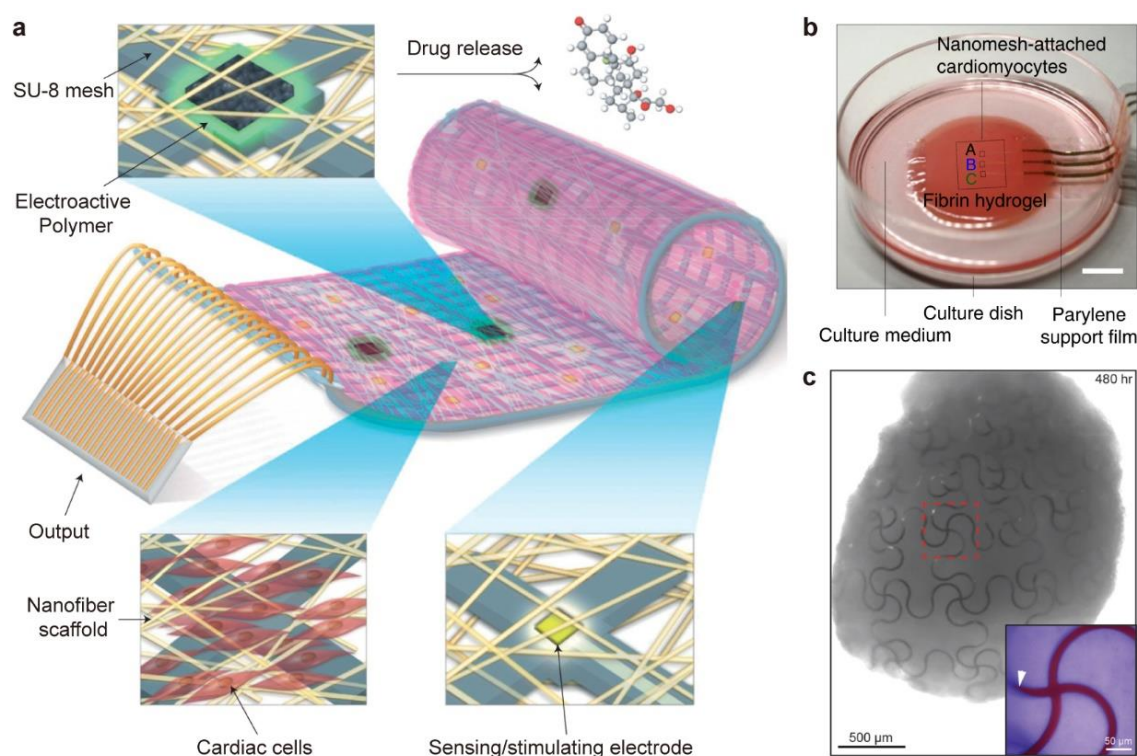 a
Drug release
SU-8 mesh
Electroactive
Polymer
Output
Nanofiber
scaffold
Cardiac cells
Sensing/stimulating electrode
b
Nanomesh-attached
cardiomyocytes
A
B
C
Fibrin hydrogel
Culture medium
Culture dish
Parylene
support film
c
480 hr
500 µm
50 µm